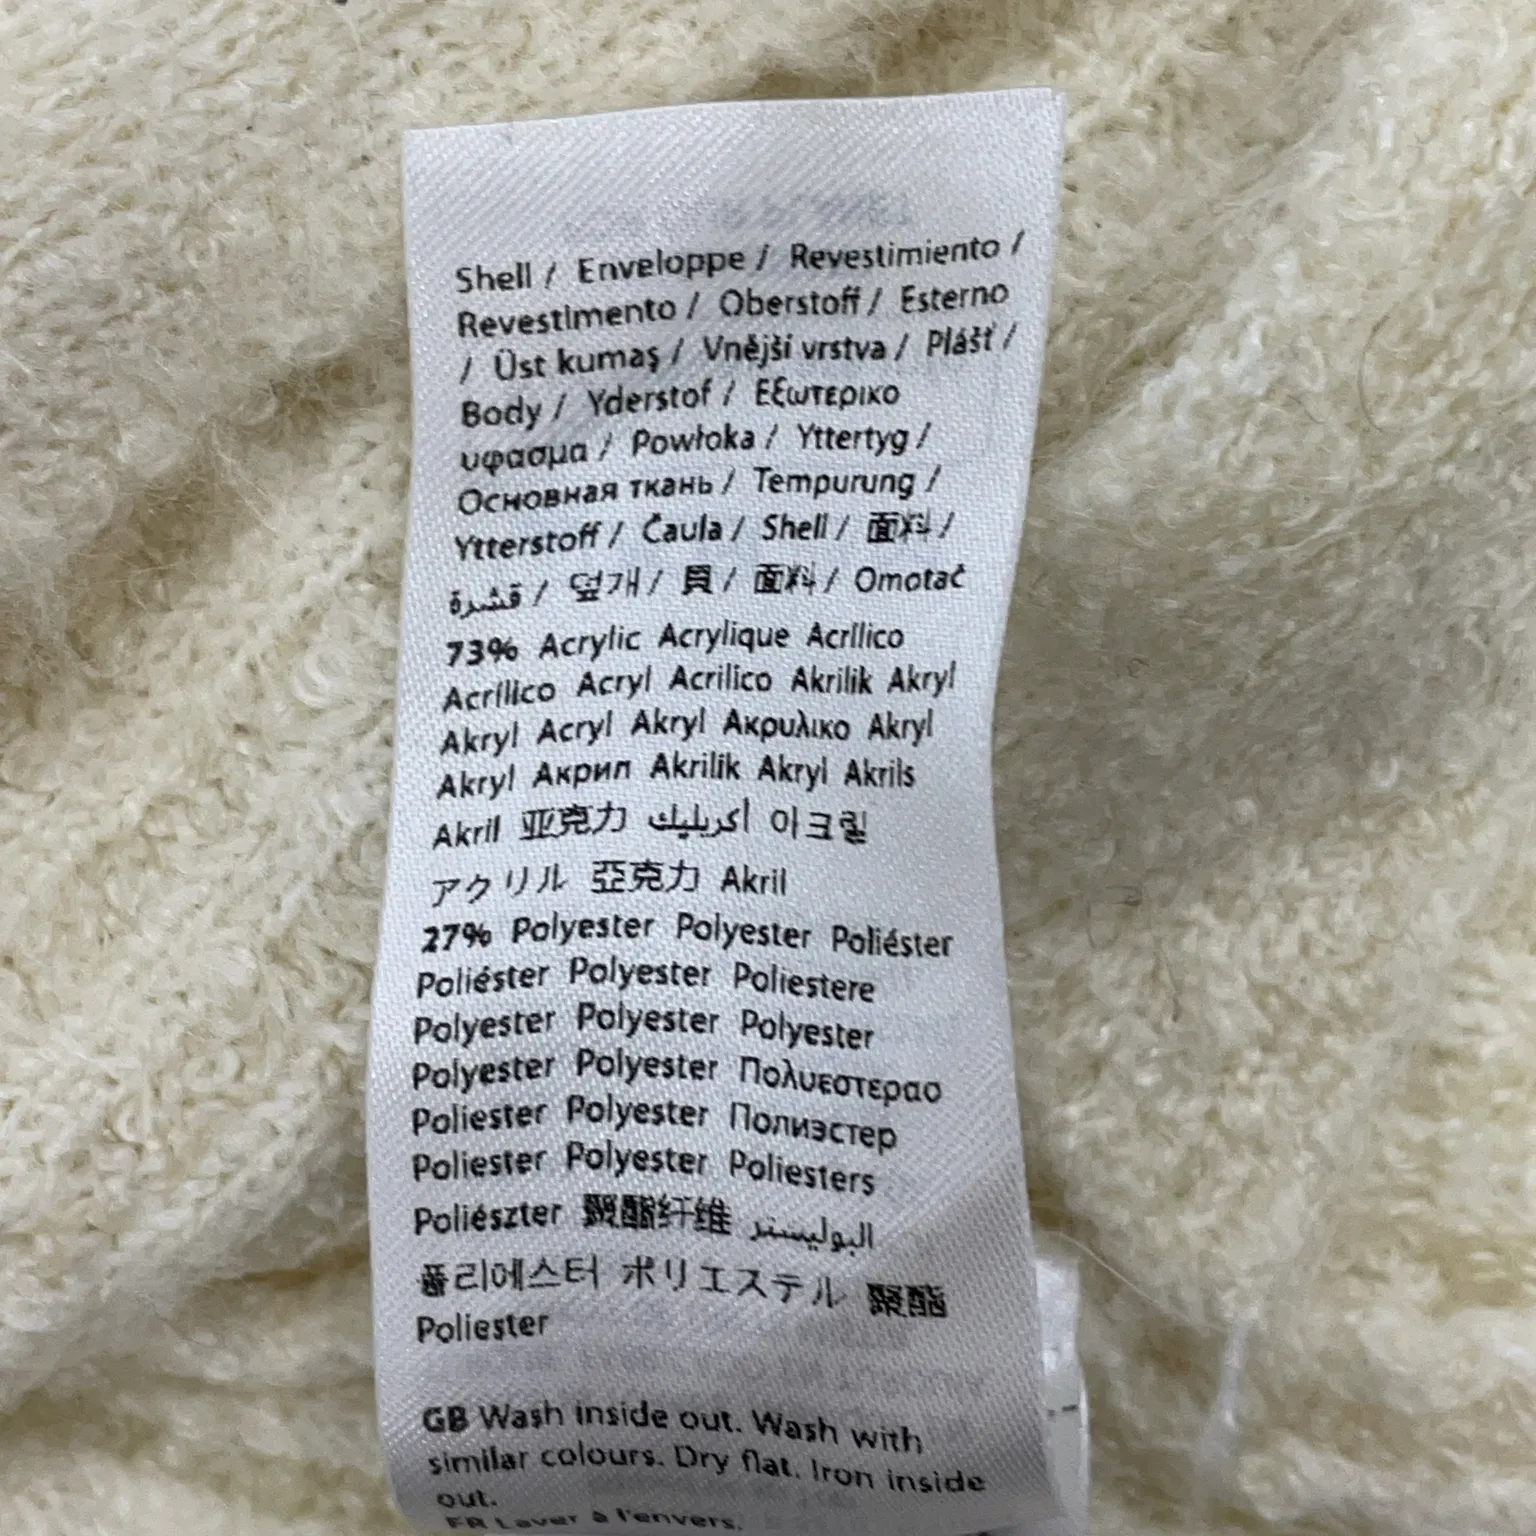 Shell / Enveloppe / Revestimiento /
Revestimento / Oberstoff / Esterno
/ Üst kumaş / Vnější vrstva / Plášť /
Body / Yderstof / Εξωτερικο
υφασμα / Powłoka / Yttertyg /
Основная ткань / Tempurung /
Ytterstoff / Čaula / Shell / 面料 /
قشرة / 덮개 / 貝 / 面料 / Omotač
73% Acrylic Acrylique Acrílico
Acrílico Acryl Acrilico Akrilik Akryl
Akryl Acryl Akryl Ακρυλικο Akryl
Akryl Акрил Akrilik Akryl Akrils
Akril 亚克力 أكريليك 아크릴
アクリル 亞克力 Akril
27% Polyester Polyester Poliéster
Poliéster Polyester Poliestere
Polyester Polyester Polyester
Polyester Polyester Πολυεστεραο
Poliester Polyester Полиэстер
Poliester Polyester Poliesters
Poliészter 聚酯纤维 البوليستر
폴리에스터 ポリエステル 聚酯
Poliester
GB Wash inside out. Wash with
similar colours. Dry flat. Iron inside
out.
FR Laver à l'envers.